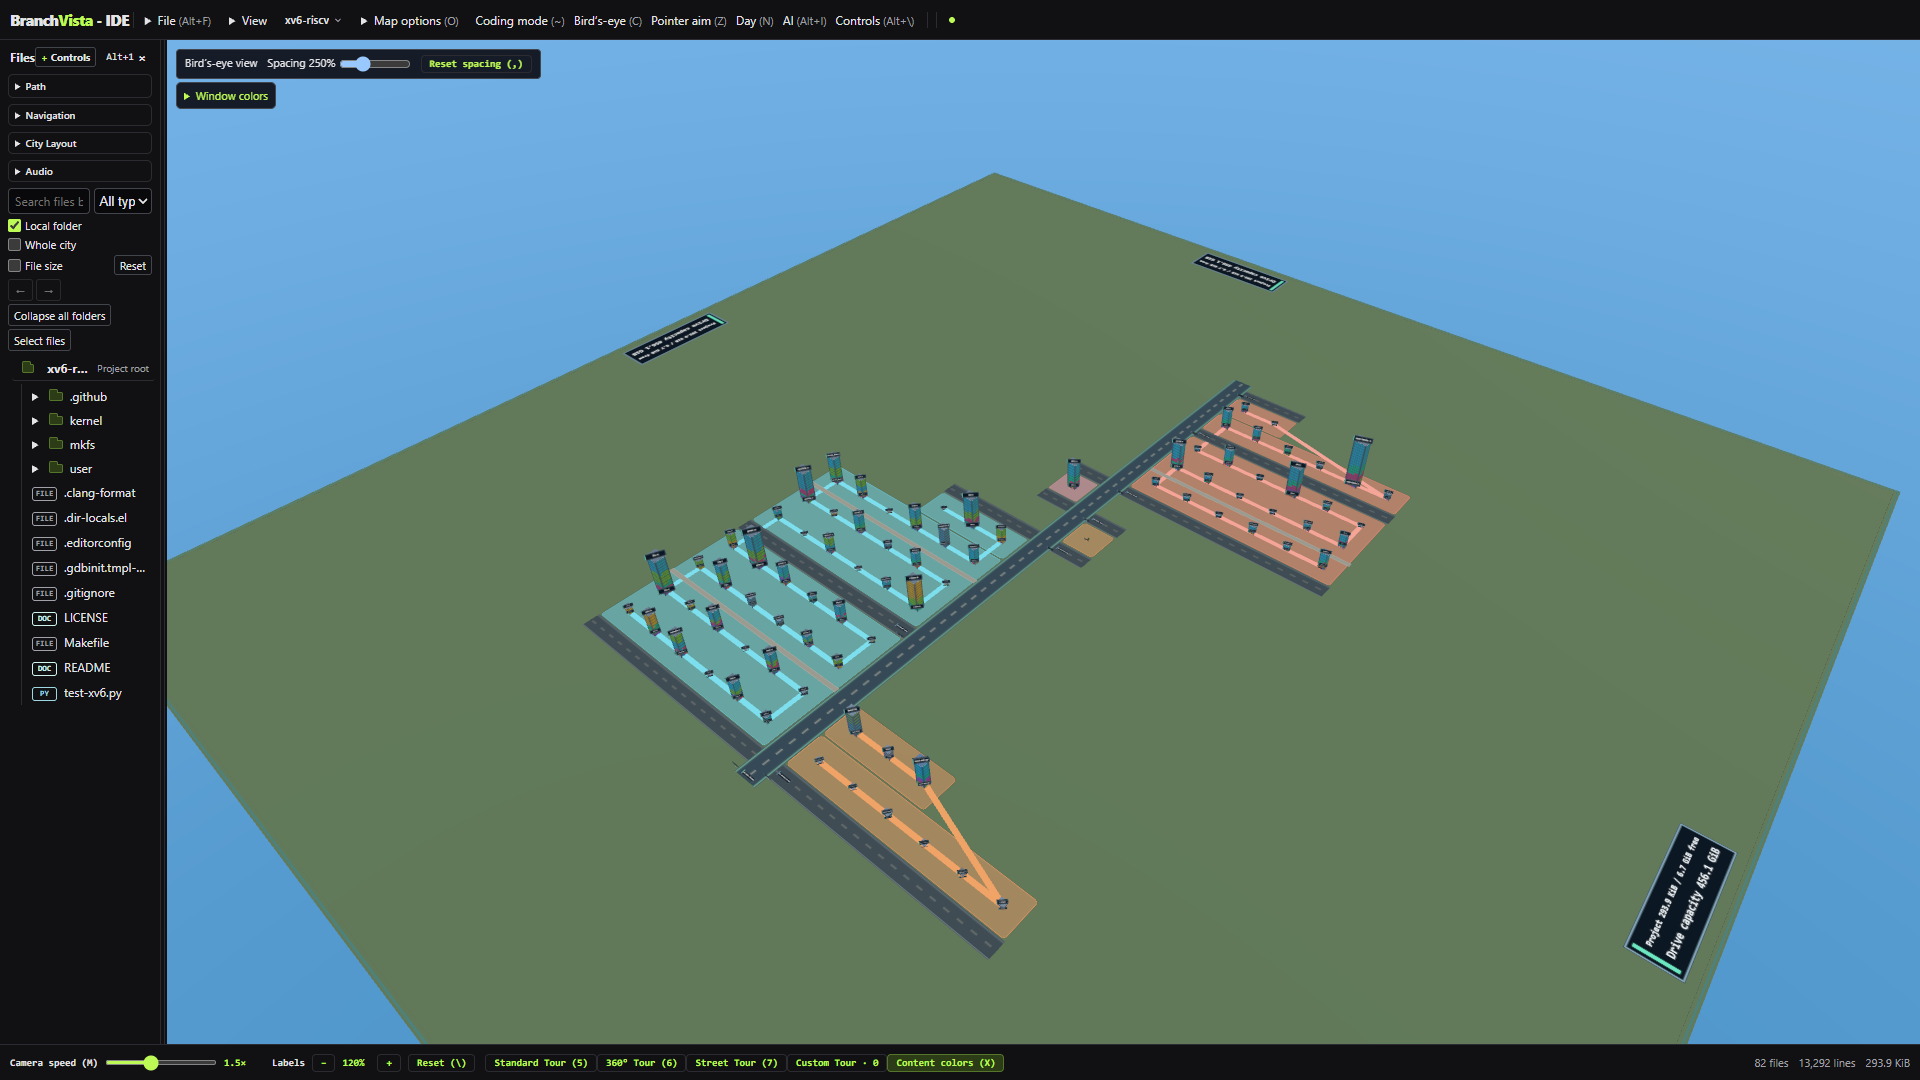 BranchVista - IDE
▶ File (Alt+F)
▶ View
xv6-riscv
▶ Map options (O)
Coding mode (~)
Bird's-eye (C)
Pointer aim (Z)
Day (N)
AI (Alt+I)
Controls (Alt+\)
Files
+ Controls
Alt+1 ×
▶ Path
▶ Navigation
▶ City Layout
▶ Audio
Search files b
All typ
Local folder
Whole city
File size
Reset
← →
Collapse all folders
Select files
xv6-r... Project root
▶ .github
▶ kernel
▶ mkfs
▶ user
FILE .clang-format
FILE .dir-locals.el
FILE .editorconfig
FILE .gdbinit.tmpl-...
FILE .gitignore
DOC LICENSE
FILE Makefile
DOC README
PY test-xv6.py
Bird's-eye view Spacing 250% Reset spacing (,)
▶ Window colors
Project 293.9 KiB / 6.7 GiB free
Drive capacity 456.1 GiB
Camera speed (M) 1.5×
Labels − 120% +
Reset (\)
Standard Tour (5)
360° Tour (6)
Street Tour (7)
Custom Tour · 0
Content colors (X)
82 files 13,292 lines 293.9 KiB